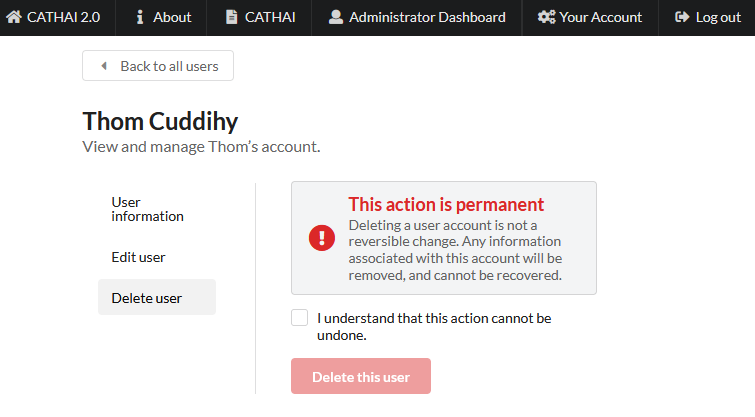 CATHAI 2.0 About CATHAI Administrator Dashboard Your Account Log out
Back to all users
Thom Cuddihy
View and manage Thom's account.
User
information
Edit user
Delete user
This action is permanent
Deleting a user account is not a
reversible change. Any information
associated with this account will be
removed, and cannot be recovered.
I understand that this action cannot be
undone.
Delete this user